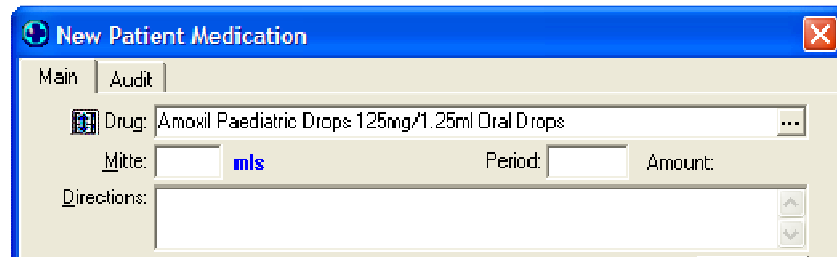 New Patient Medication
Main Audit
Drug: Amoxil Paediatric Drops 125mg/1.25ml Oral Drops ...
Mitte: mls Period: Amount:
Directions: